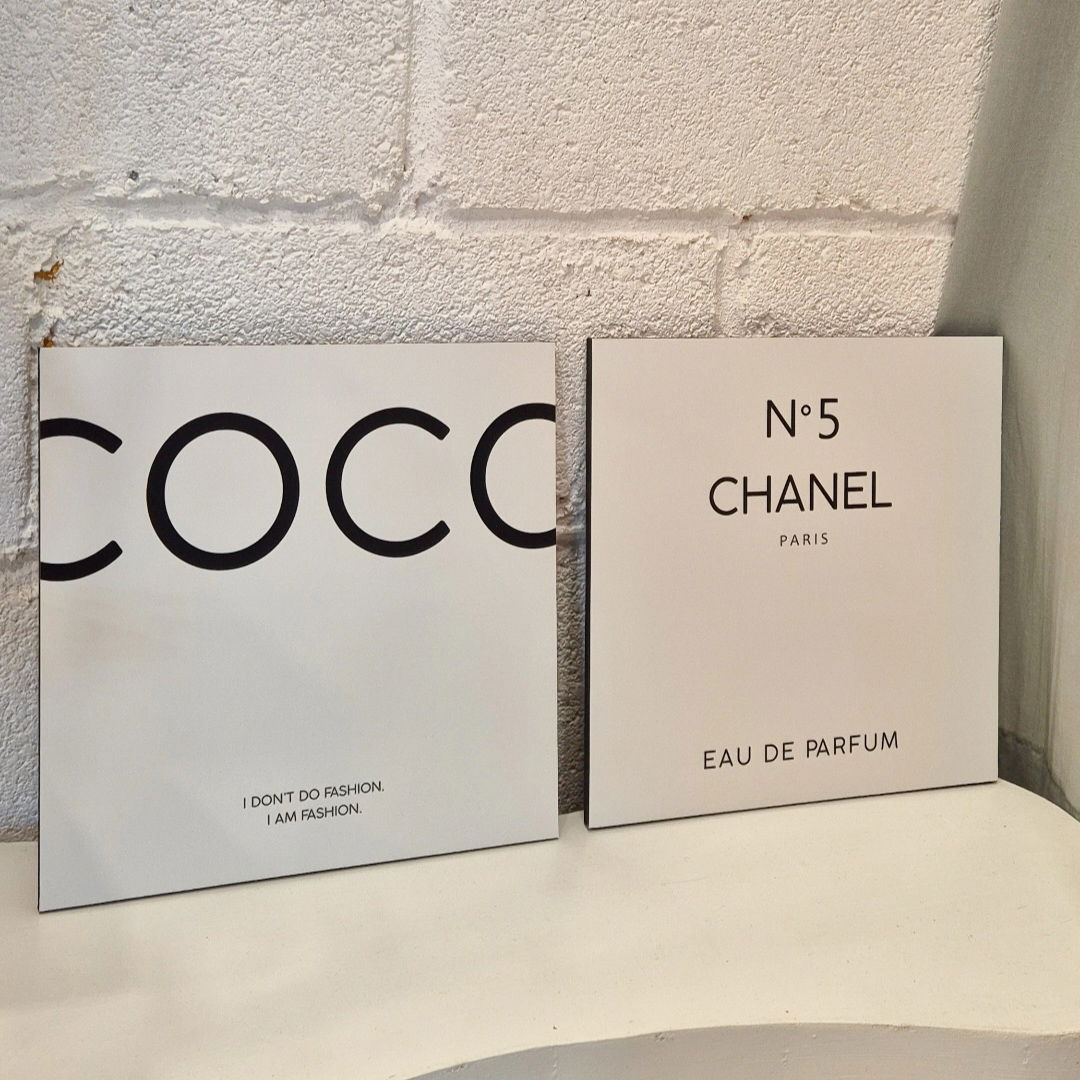 COCO
I DON'T DO FASHION.
I AM FASHION.
N°5
CHANEL
PARIS
EAU DE PARFUM